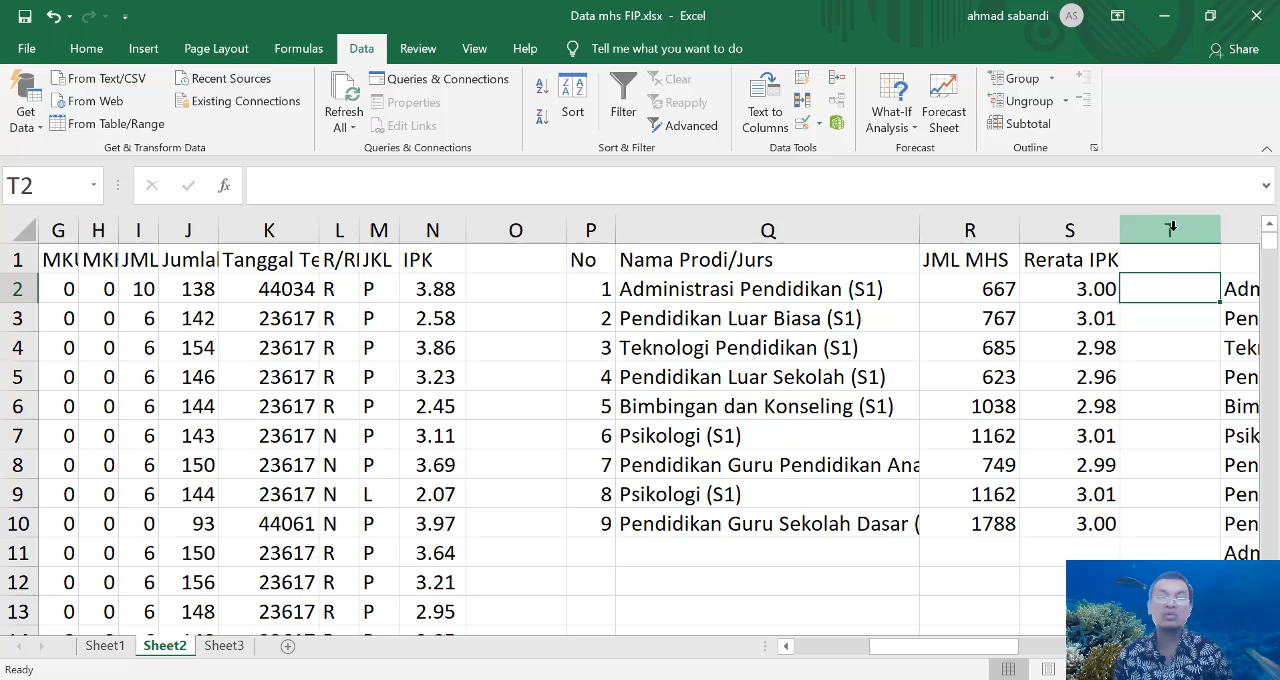 Data mhs FIP.xlsx - Excel
ahmad sabandi AS
File Home Insert Page Layout Formulas Data Review View Help Tell me what you want to do Share
Get Data
From Text/CSV
From Web
From Table/Range
Recent Sources
Existing Connections
Get & Transform Data
Refresh All
Queries & Connections
Properties
Edit Links
Queries & Connections
Sort
Filter
Clear
Reapply
Advanced
Sort & Filter
Text to Columns
Data Tools
What-If Analysis
Forecast Sheet
Forecast
Group
Ungroup
Subtotal
Outline
T2 fx
G H I J K L M N O P Q R S T
1 MKU MKI JML Jumlal Tanggal Te R/RI JKL IPK No Nama Prodi/Jurs JML MHS Rerata IPK
2 0 0 10 138 44034 R P 3.88 1 Administrasi Pendidikan (S1) 667 3.00 Adm
3 0 0 6 142 23617 R P 2.58 2 Pendidikan Luar Biasa (S1) 767 3.01 Pen
4 0 0 6 154 23617 R P 3.86 3 Teknologi Pendidikan (S1) 685 2.98 Tek
5 0 0 6 146 23617 R P 3.23 4 Pendidikan Luar Sekolah (S1) 623 2.96 Pen
6 0 0 6 144 23617 R P 2.45 5 Bimbingan dan Konseling (S1) 1038 2.98 Bim
7 0 0 6 143 23617 N P 3.11 6 Psikologi (S1) 1162 3.01 Psik
8 0 0 6 150 23617 N P 3.69 7 Pendidikan Guru Pendidikan Ana 749 2.99 Pen
9 0 0 6 144 23617 N L 2.07 8 Psikologi (S1) 1162 3.01 Pen
10 0 0 0 93 44061 N P 3.97 9 Pendidikan Guru Sekolah Dasar ( 1788 3.00 Pen
11 0 0 6 150 23617 R P 3.64 Adm
12 0 0 6 156 23617 R P 3.21
13 0 0 6 148 23617 R P 2.95
Sheet1 Sheet2 Sheet3
Ready